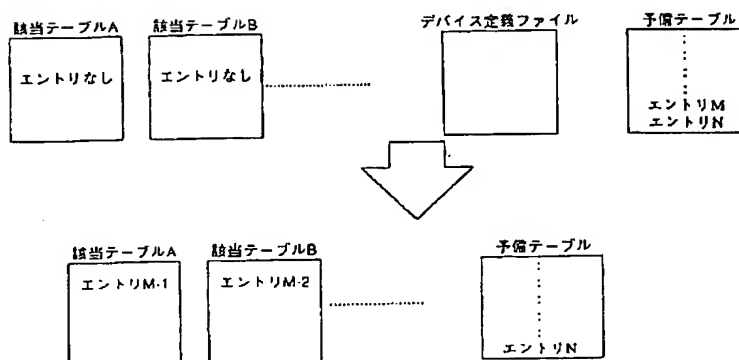 該当テーブルA
該当テーブルB
デバイス定義ファイル
予備テーブル
エントリなし
エントリなし
エントリM
エントリN
該当テーブルA
該当テーブルB
予備テーブル
エントリM-1
エントリM-2
エントリN